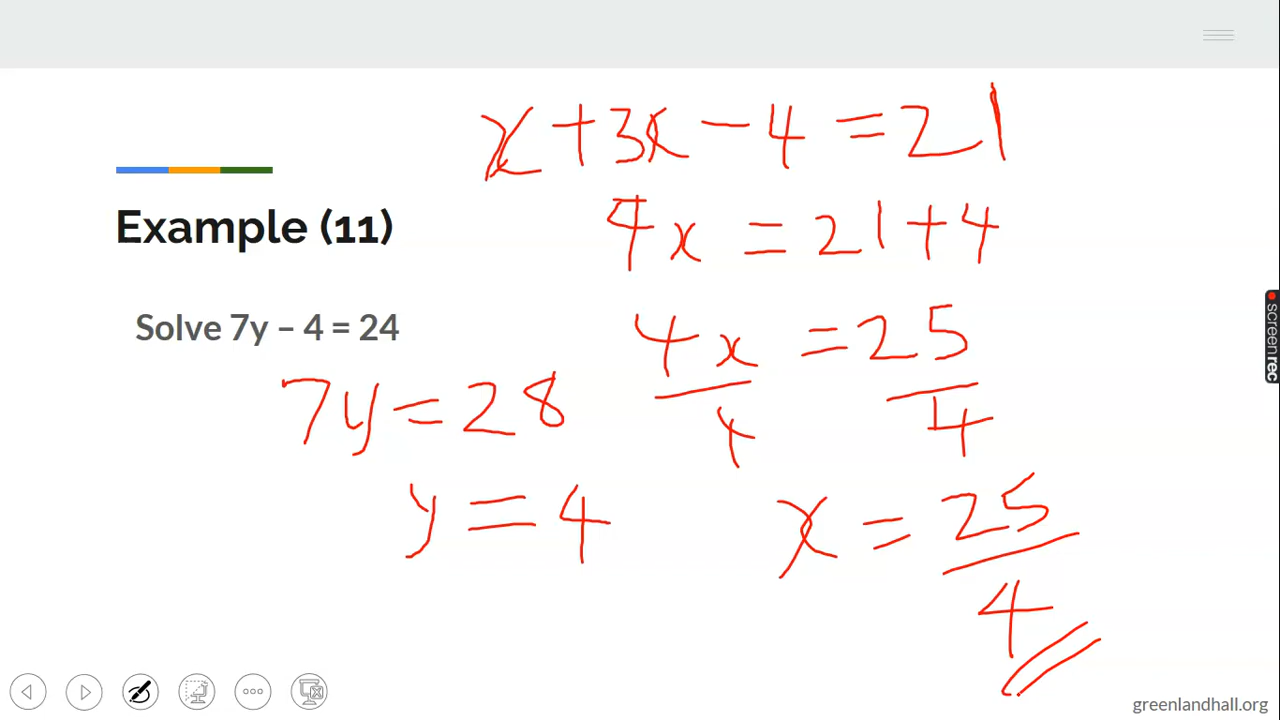 x + 3x - 4 = 21
4x = 21 + 4
4x/4 = 25/4
x = 25/4
Example (11)
Solve 7y – 4 = 24
7y = 28
y = 4
screenrec
greenlandhall.org